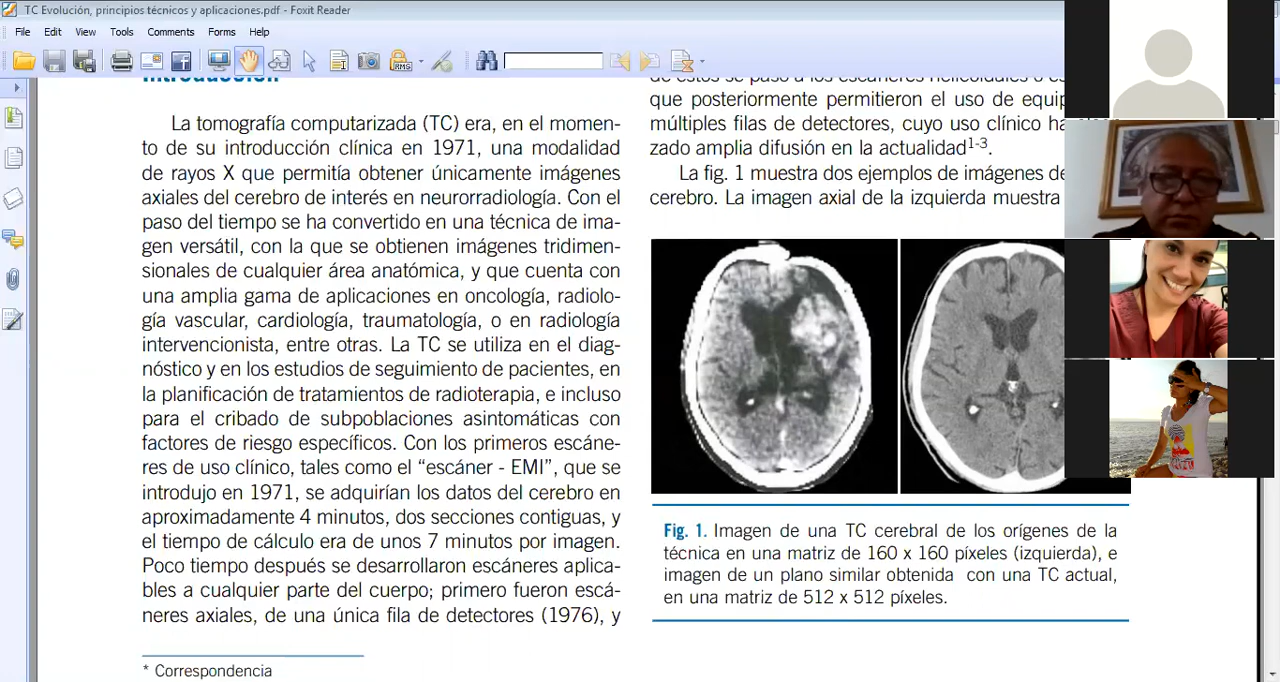 TC Evolución, principios técnicos y aplicaciones.pdf - Foxit Reader
File Edit View Tools Comments Forms Help
RMS
Introducción
La tomografía computarizada (TC) era, en el momen-
to de su introducción clínica en 1971, una modalidad
de rayos X que permitía obtener únicamente imágenes
axiales del cerebro de interés en neurorradiología. Con el
paso del tiempo se ha convertido en una técnica de ima-
gen versátil, con la que se obtienen imágenes tridimen-
sionales de cualquier área anatómica, y que cuenta con
una amplia gama de aplicaciones en oncología, radiolo-
gía vascular, cardiología, traumatología, o en radiología
intervencionista, entre otras. La TC se utiliza en el diag-
nóstico y en los estudios de seguimiento de pacientes, en
la planificación de tratamientos de radioterapia, e incluso
para el cribado de subpoblaciones asintomáticas con
factores de riesgo específicos. Con los primeros escáne-
res de uso clínico, tales como el “escáner - EMI”, que se
introdujo en 1971, se adquirían los datos del cerebro en
aproximadamente 4 minutos, dos secciones contiguas, y
el tiempo de cálculo era de unos 7 minutos por imagen.
Poco tiempo después se desarrollaron escáneres aplica-
bles a cualquier parte del cuerpo; primero fueron escá-
neres axiales, de una única fila de detectores (1976), y
* Correspondencia
de éstos se pasó a los escáneres helicoidales o
que posteriormente permitieron el uso de
múltiples filas de detectores, cuyo uso clínico
zado amplia difusión en la actualidad1-3.
La fig. 1 muestra dos ejemplos de imágenes de
cerebro. La imagen axial de la izquierda muestra
Fig. 1. Imagen de una TC cerebral de los orígenes de la
técnica en una matriz de 160 x 160 píxeles (izquierda), e
imagen de un plano similar obtenida con una TC actual,
en una matriz de 512 x 512 píxeles.